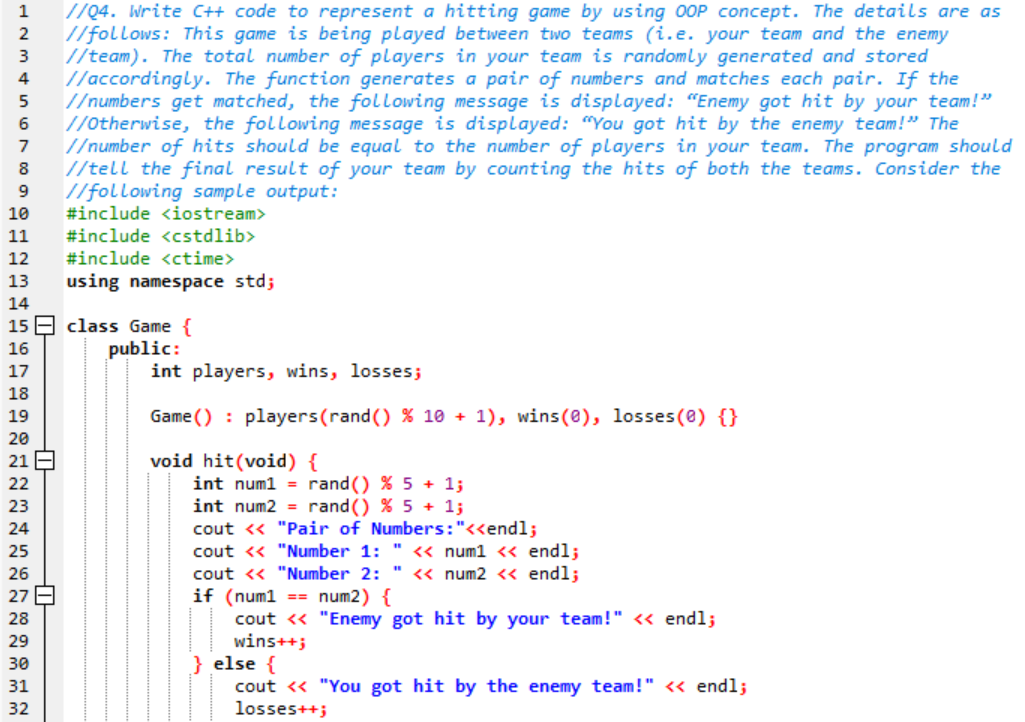 1 //Q4. Write C++ code to represent a hitting game by using OOP concept. The details are as
2 //follows: This game is being played between two teams (i.e. your team and the enemy
3 //team). The total number of players in your team is randomly generated and stored
4 //accordingly. The function generates a pair of numbers and matches each pair. If the
5 //numbers get matched, the following message is displayed: “Enemy got hit by your team!”
6 //Otherwise, the following message is displayed: “You got hit by the enemy team!” The
7 //number of hits should be equal to the number of players in your team. The program should
8 //tell the final result of your team by counting the hits of both the teams. Consider the
9 //following sample output:
10 #include <iostream>
11 #include <cstdlib>
12 #include <ctime>
13 using namespace std;
14
15 class Game {
16     public:
17         int players, wins, losses;
18
19         Game() : players(rand() % 10 + 1), wins(0), losses(0) {}
20
21         void hit(void) {
22             int num1 = rand() % 5 + 1;
23             int num2 = rand() % 5 + 1;
24             cout << "Pair of Numbers:"<<endl;
25             cout << "Number 1: " << num1 << endl;
26             cout << "Number 2: " << num2 << endl;
27             if (num1 == num2) {
28                 cout << "Enemy got hit by your team!" << endl;
29                 wins++;
30             } else {
31                 cout << "You got hit by the enemy team!" << endl;
32                 losses++;